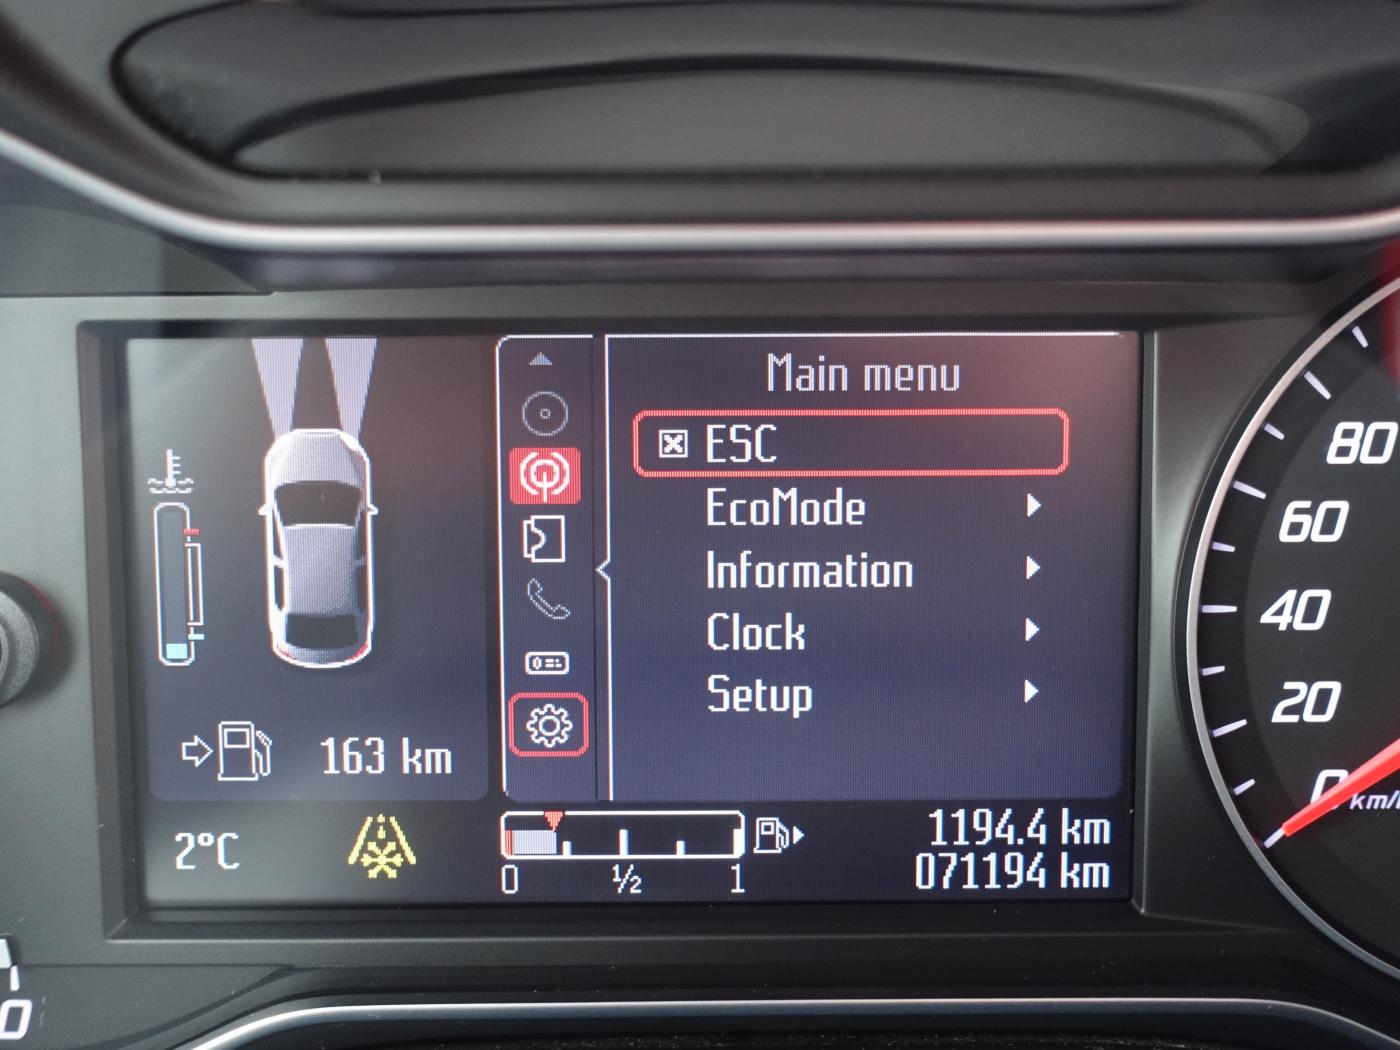 Main menu
ESC
EcoMode
Information
Clock
Setup
163 km
2°C
0 ½ 1
1194.4 km
071194 km
80
60
40
20
0
km/
0